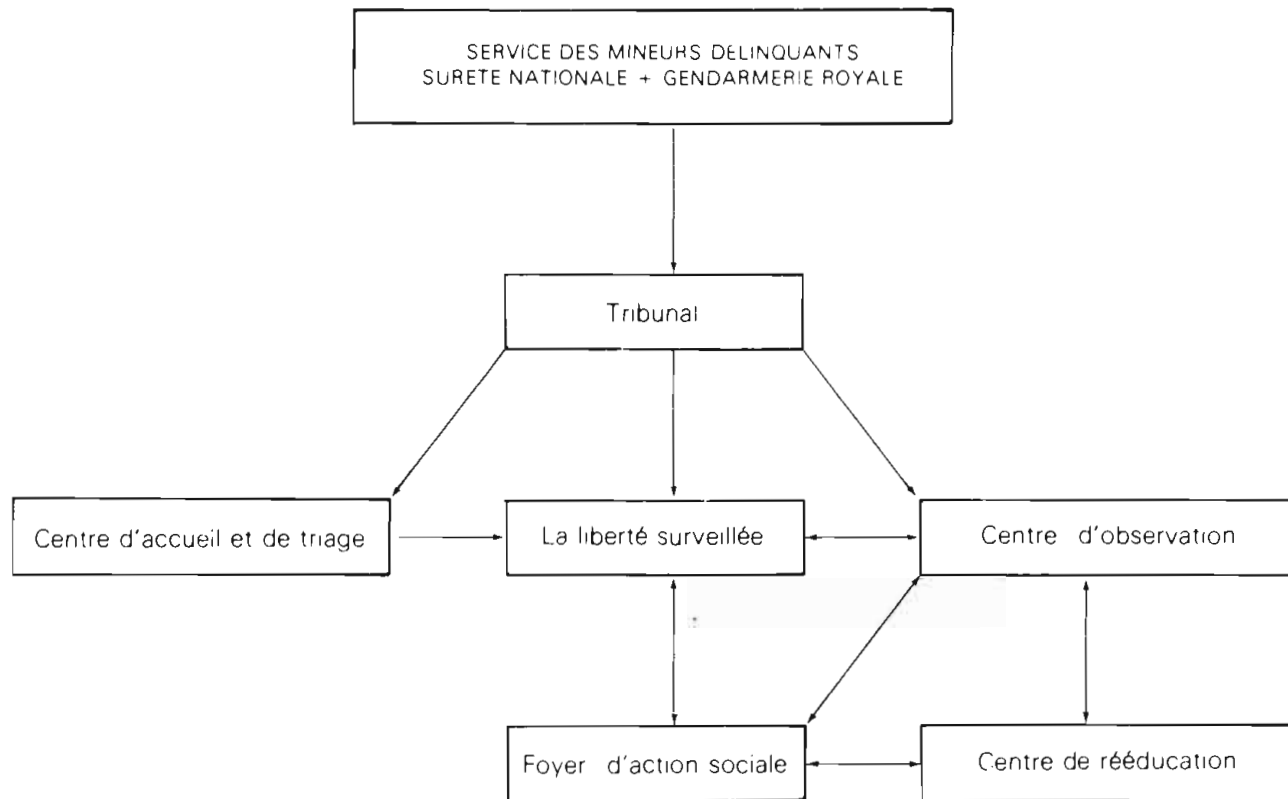 SERVICE DES MINEURS DELINQUANTS
SURETE NATIONALE + GENDARMERIE ROYALE
Tribunal
Centre d'accueil et de triage
La liberté surveillée
Centre d'observation
Foyer d'action sociale
Centre de rééducation